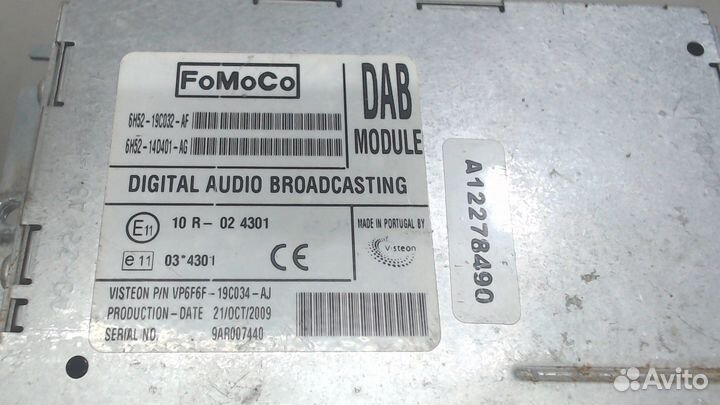 FoMoCo
DAB
MODULE
6H52-19C032-AF
6H52-14D401-AG
DIGITAL AUDIO BROADCASTING
E11 10 R- 02 4301
e 11 03*4301
CE
MADE IN PORTUGAL BY
Visteon
VISTEON P/N VP6F6F-19C034-AJ
PRODUCTION-DATE 21/OCT/2009
SERIAL NO. 9AR007440
A12278490
Avito